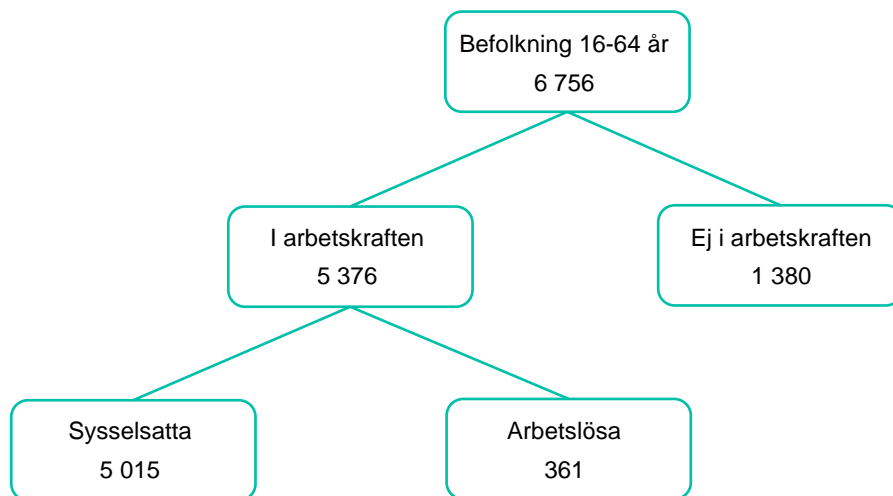 Befolkning 16-64 år
6 756
I arbetskraften
5 376
Ej i arbetskraften
1 380
Sysselsatta
5 015
Arbetslösa
361